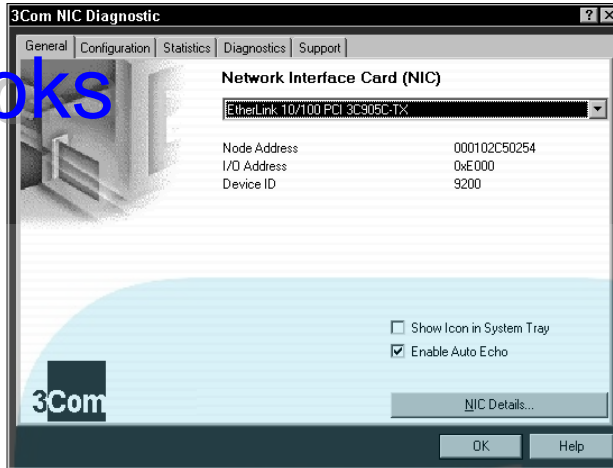 3Com NIC Diagnostic
General Configuration Statistics Diagnostics Support
oks
Network Interface Card (NIC)
EtherLink 10/100 PCI 3C905C-TX
Node Address 000102C50254
I/O Address 0xE000
Device ID 9200
Show Icon in System Tray
Enable Auto Echo
3Com
NIC Details...
OK Help